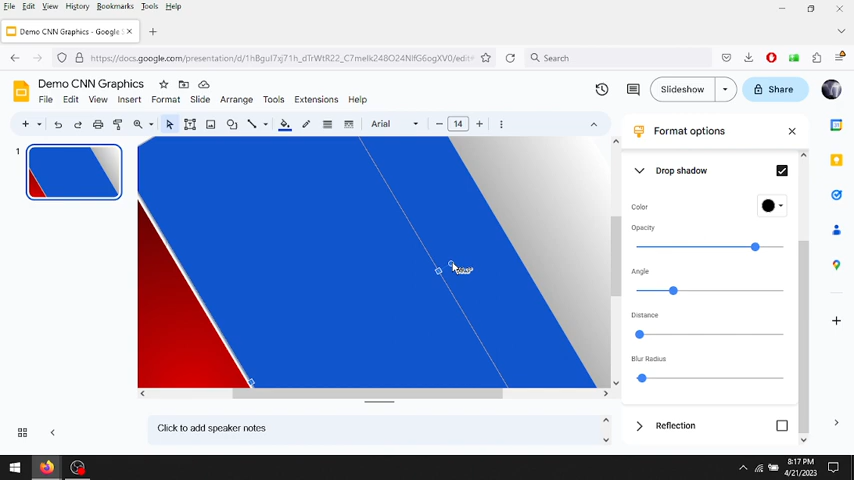 File Edit View History Bookmarks Tools Help
Demo CNN Graphics - Google S
https://docs.google.com/presentation/d/1hBguI7xj71h_dTrWtR22_C7melk248O24NIfG6ogXV0/edit#
Search
Demo CNN Graphics
File Edit View Insert Format Slide Arrange Tools Extensions Help
Slideshow
Share
Arial
14
Format options
1
Drop shadow
Color
Opacity
Angle
Distance
Blur Radius
Reflection
Click to add speaker notes
8:17 PM
4/21/2023